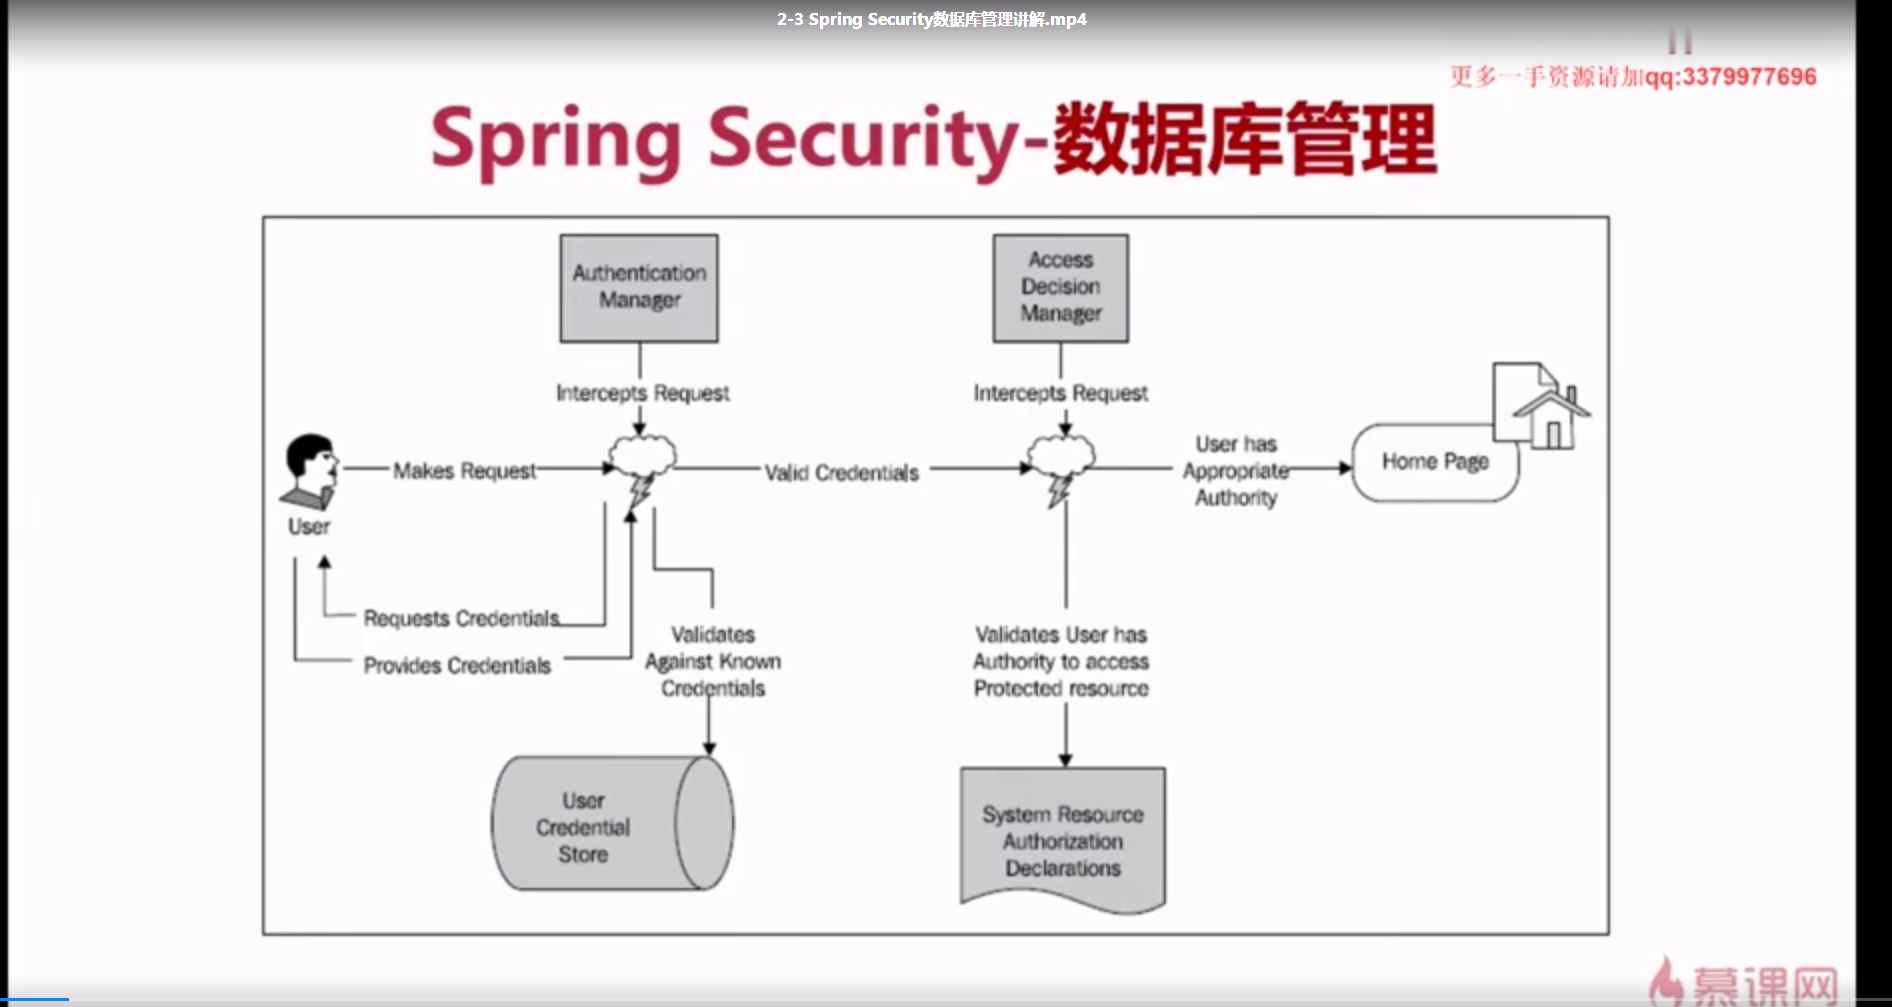 2-3 Spring Security数据库管理讲解.mp4
更多一手资源请加qq:3379977696
Spring Security-数据库管理
Authentication
Manager
Access
Decision
Manager
Intercepts Request
Intercepts Request
Makes Request
Valid Credentials
User has
Appropriate
Authority
Home Page
User
Requests Credentials
Provides Credentials
Validates
Against Known
Credentials
Validates User has
Authority to access
Protected resource
User
Credential
Store
System Resource
Authorization
Declarations
慕课网